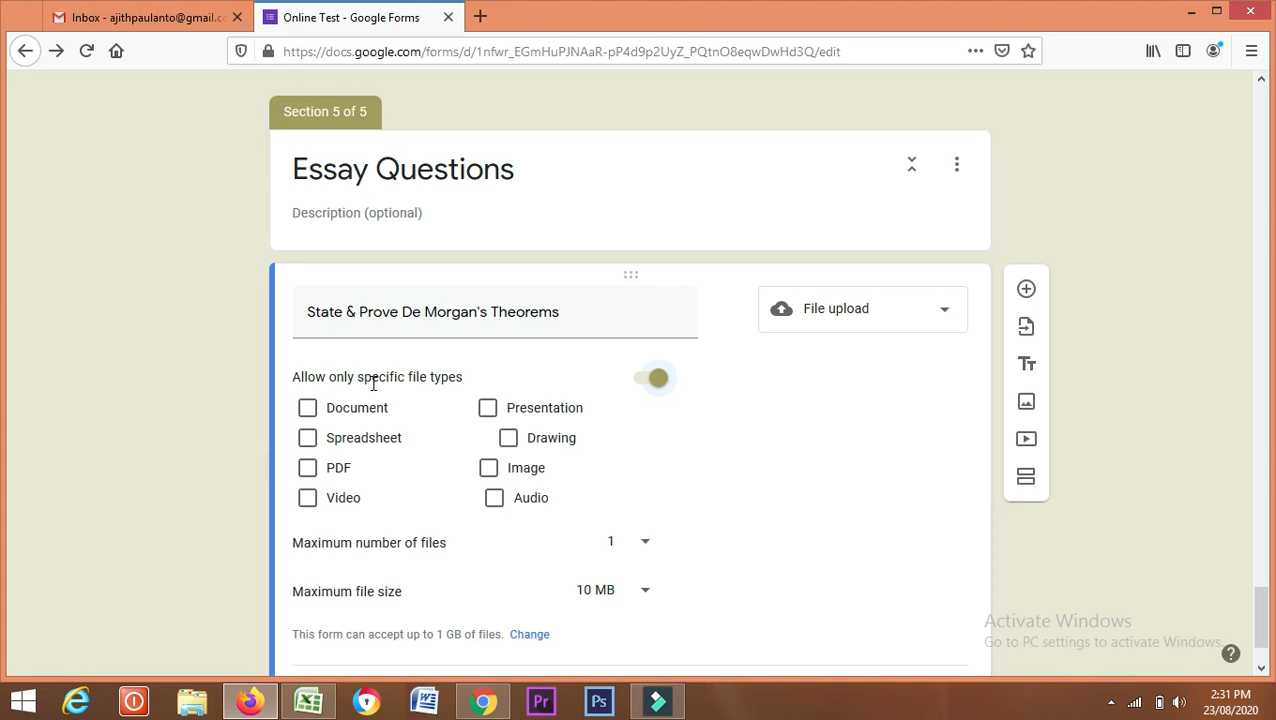 Inbox - ajithpaulanto@gmail.c
Online Test - Google Forms
https://docs.google.com/forms/d/1nfwr_EGmHuPJNAaR-pP4d9p2UyZ_PQtnO8eqwDwHd3Q/edit
Section 5 of 5
Essay Questions
Description (optional)
State & Prove De Morgan's Theorems
File upload
Allow only specific file types
Document
Presentation
Spreadsheet
Drawing
PDF
Image
Video
Audio
Maximum number of files
1
Maximum file size
10 MB
This form can accept up to 1 GB of files. Change
Activate Windows
Go to PC settings to activate Windows.
2:31 PM
23/08/2020